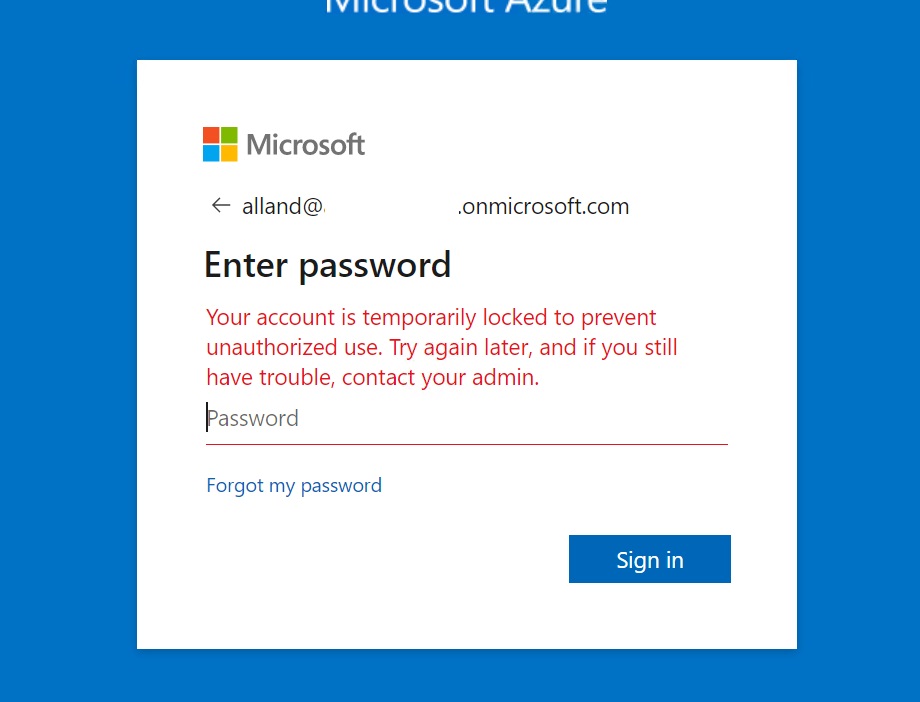 Microsoft Azure
Microsoft
alland@
.onmicrosoft.com
Enter password
Your account is temporarily locked to prevent
unauthorized use. Try again later, and if you still
have trouble, contact your admin.
Password
Forgot my password
Sign in